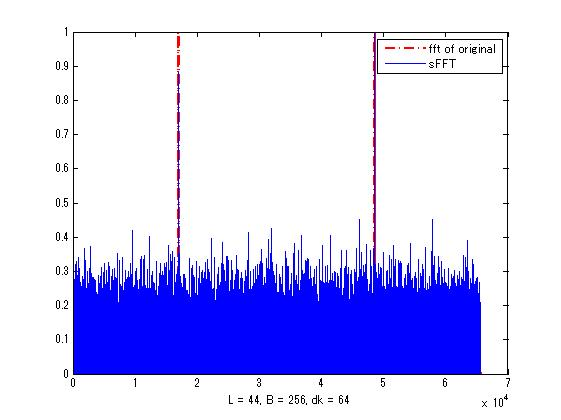 1
0.9
0.8
0.7
0.6
0.5
0.4
0.3
0.2
0.1
0
fft of original
sFFT
0 1 2 3 4 5 6 7
x 10^4
L = 44, B = 256, dk = 64